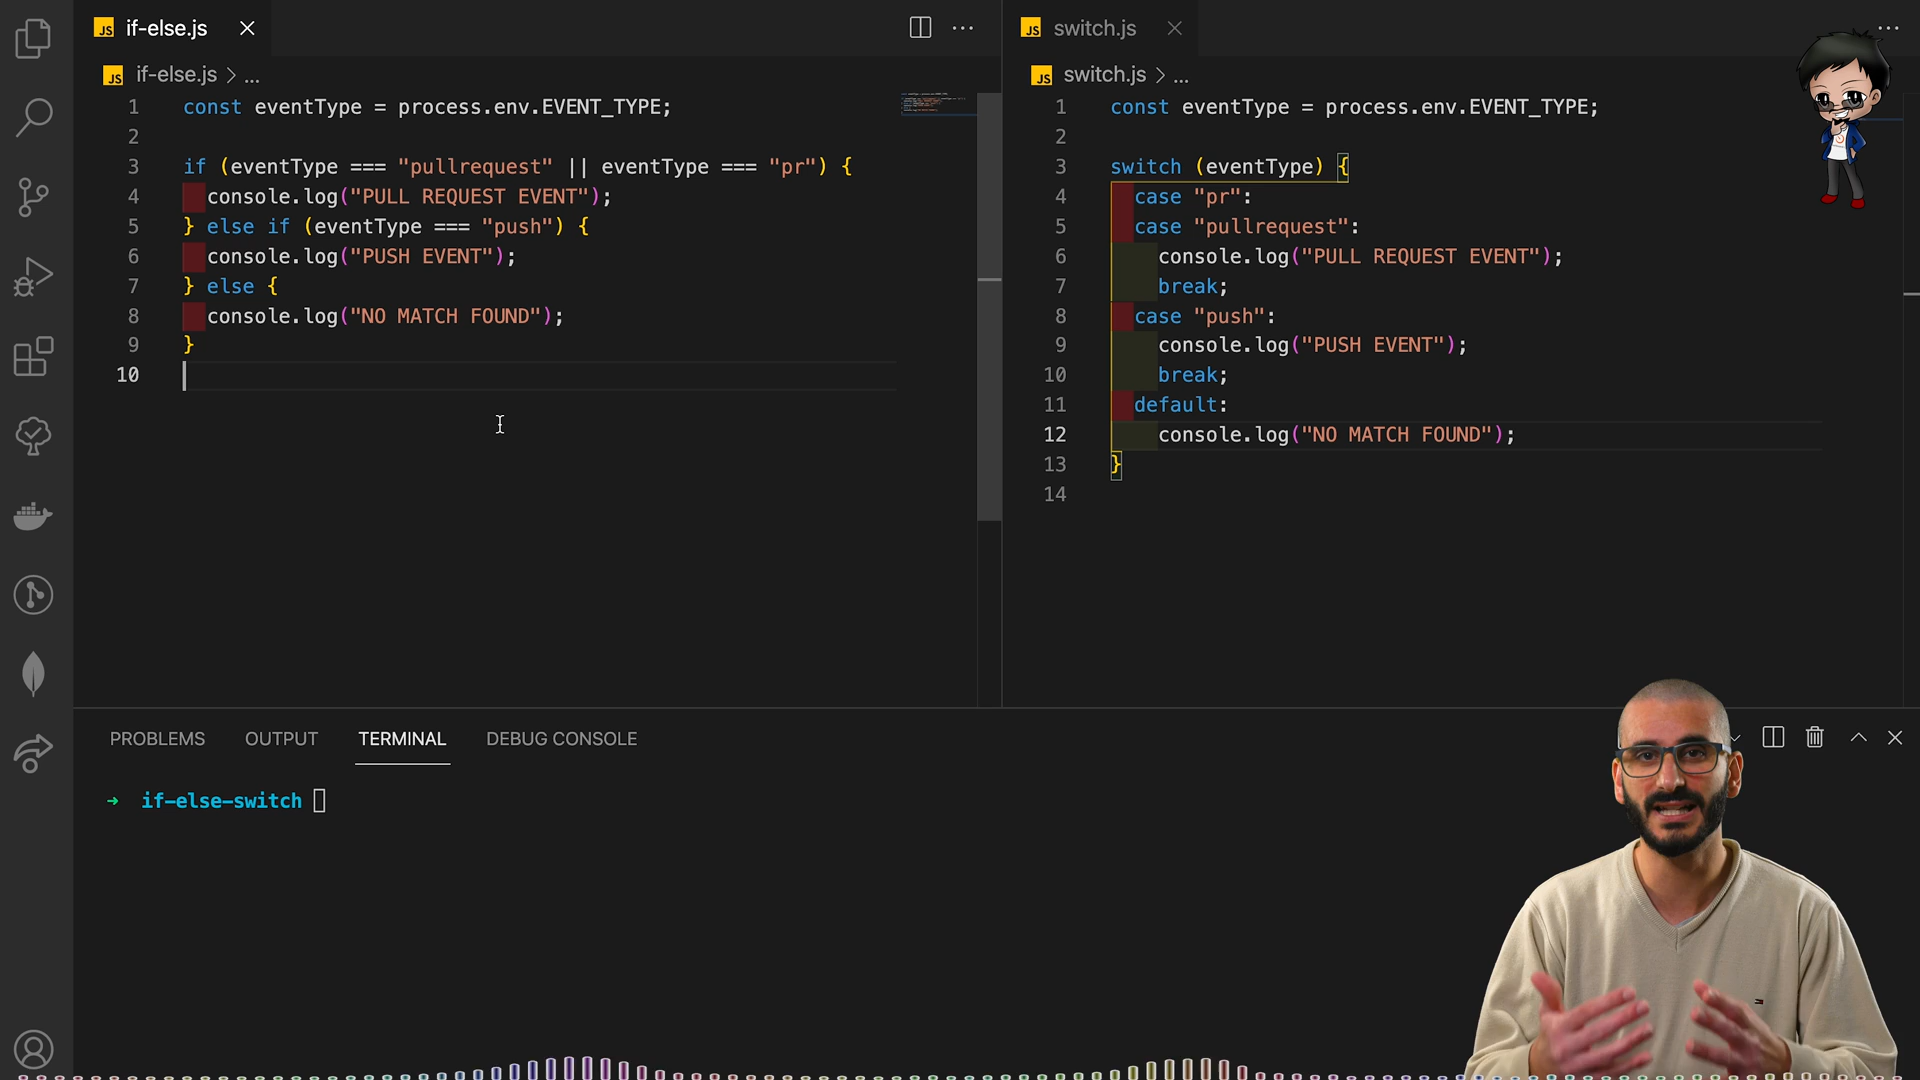 JS if-else.js
JS if-else.js > ...
1 const eventType = process.env.EVENT_TYPE;
2
3 if (eventType === "pullrequest" || eventType === "pr") {
4   console.log("PULL REQUEST EVENT");
5 } else if (eventType === "push") {
6   console.log("PUSH EVENT");
7 } else {
8   console.log("NO MATCH FOUND");
9 }
10
JS switch.js
JS switch.js > ...
1 const eventType = process.env.EVENT_TYPE;
2
3 switch (eventType) {
4   case "pr":
5   case "pullrequest":
6     console.log("PULL REQUEST EVENT");
7     break;
8   case "push":
9     console.log("PUSH EVENT");
10     break;
11   default:
12     console.log("NO MATCH FOUND");
13 }
14
PROBLEMS OUTPUT TERMINAL DEBUG CONSOLE
➜ if-else-switch